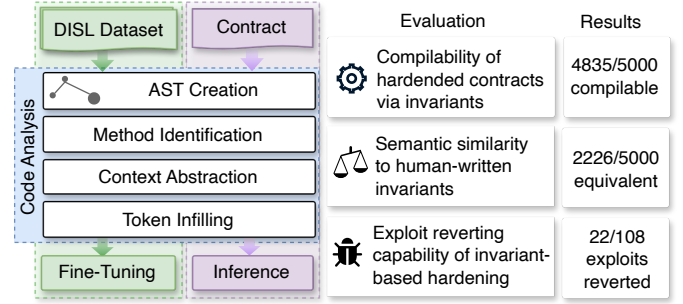 DISL Dataset
Contract
Code Analysis
AST Creation
Method Identification
Context Abstraction
Token Infilling
Fine-Tuning
Inference
Evaluation
Results
Compilability of
hardended contracts
via invariants
4835/5000
compilable
Semantic similarity
to human-written
invariants
2226/5000
equivalent
Exploit reverting
capability of invariant-
based hardening
22/108
exploits
reverted